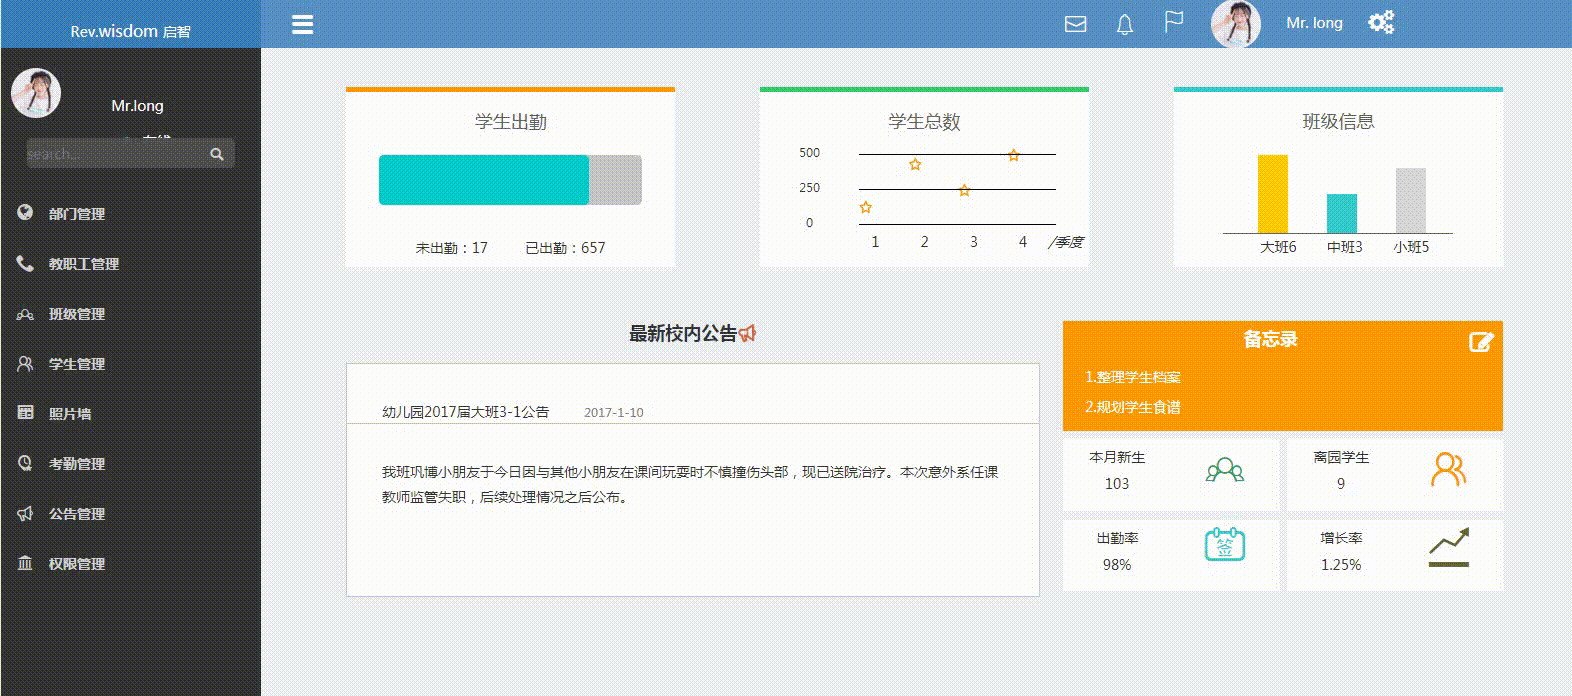 Rev.wisdom 启智
Mr. long
Mr.long
在线
search...
部门管理
教职工管理
班级管理
学生管理
照片墙
考勤管理
公告管理
权限管理
学生出勤
未出勤：17 已出勤：657
学生总数
500
250
0
1 2 3 4 /季度
班级信息
大班6 中班3 小班5
最新校内公告
幼儿园2017届大班3-1公告 2017-1-10
我班巩博小朋友于今日因与其他小朋友在课间玩耍时不慎撞伤头部，现已送院治疗。本次意外系任课
教师监管失职，后续处理情况之后公布。
备忘录
1.整理学生档案
2.规划学生食谱
本月新生
103
离园学生
9
出勤率
98%
签
增长率
1.25%